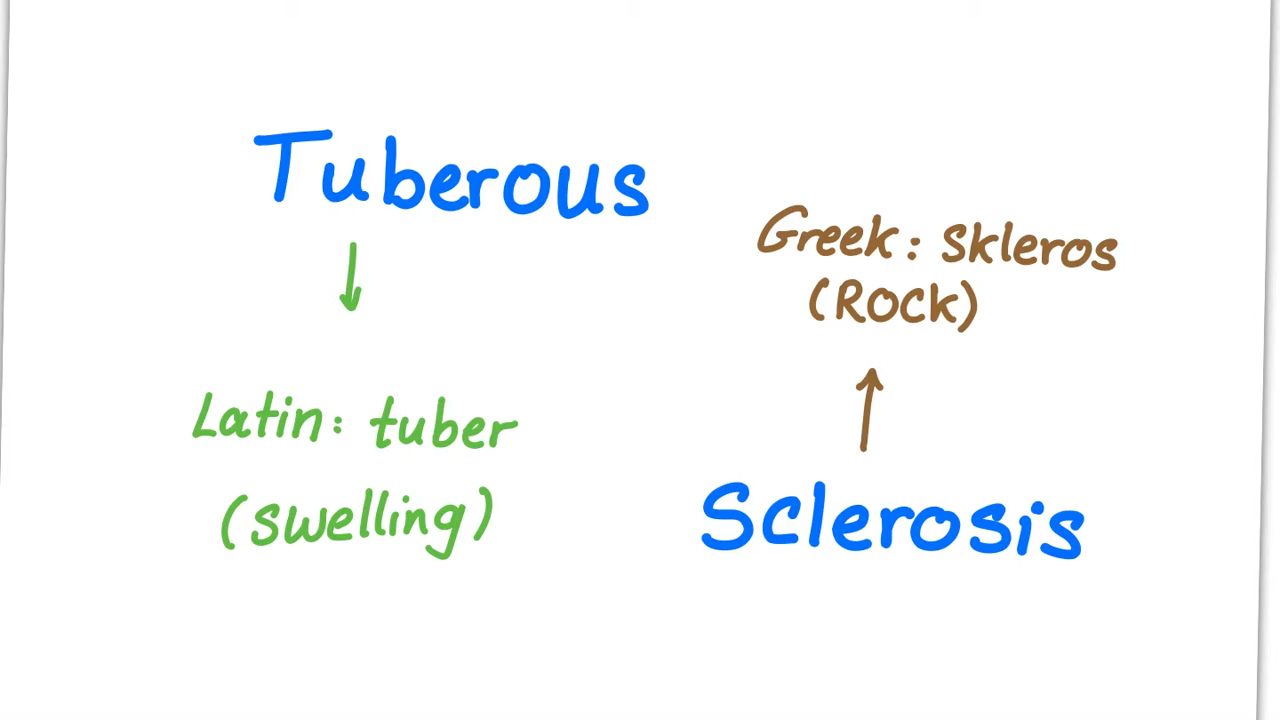 Tuberous
Latin: tuber
(swelling)
Greek: Skleros
(Rock)
Sclerosis